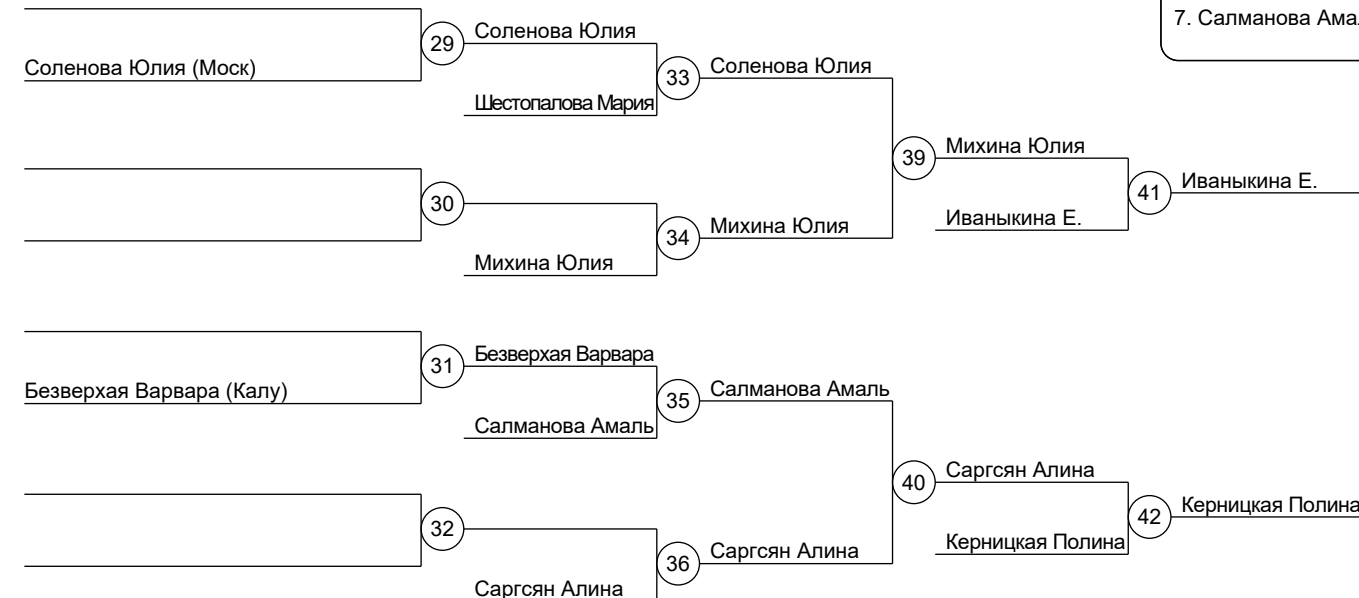 7. Салманова Ама
29
Соленова Юлия
Соленова Юлия (Моск)
33
Соленова Юлия
Шестопалова Мария
39
Михина Юлия
41
Иваныкина Е.
30
Иваныкина Е.
34
Михина Юлия
Михина Юлия
31
Безверхая Варвара
Безверхая Варвара (Калу)
35
Салманова Амаль
Салманова Амаль
40
Саргсян Алина
42
Керницкая Полина
32
Керницкая Полина
36
Саргсян Алина
Саргсян Алина